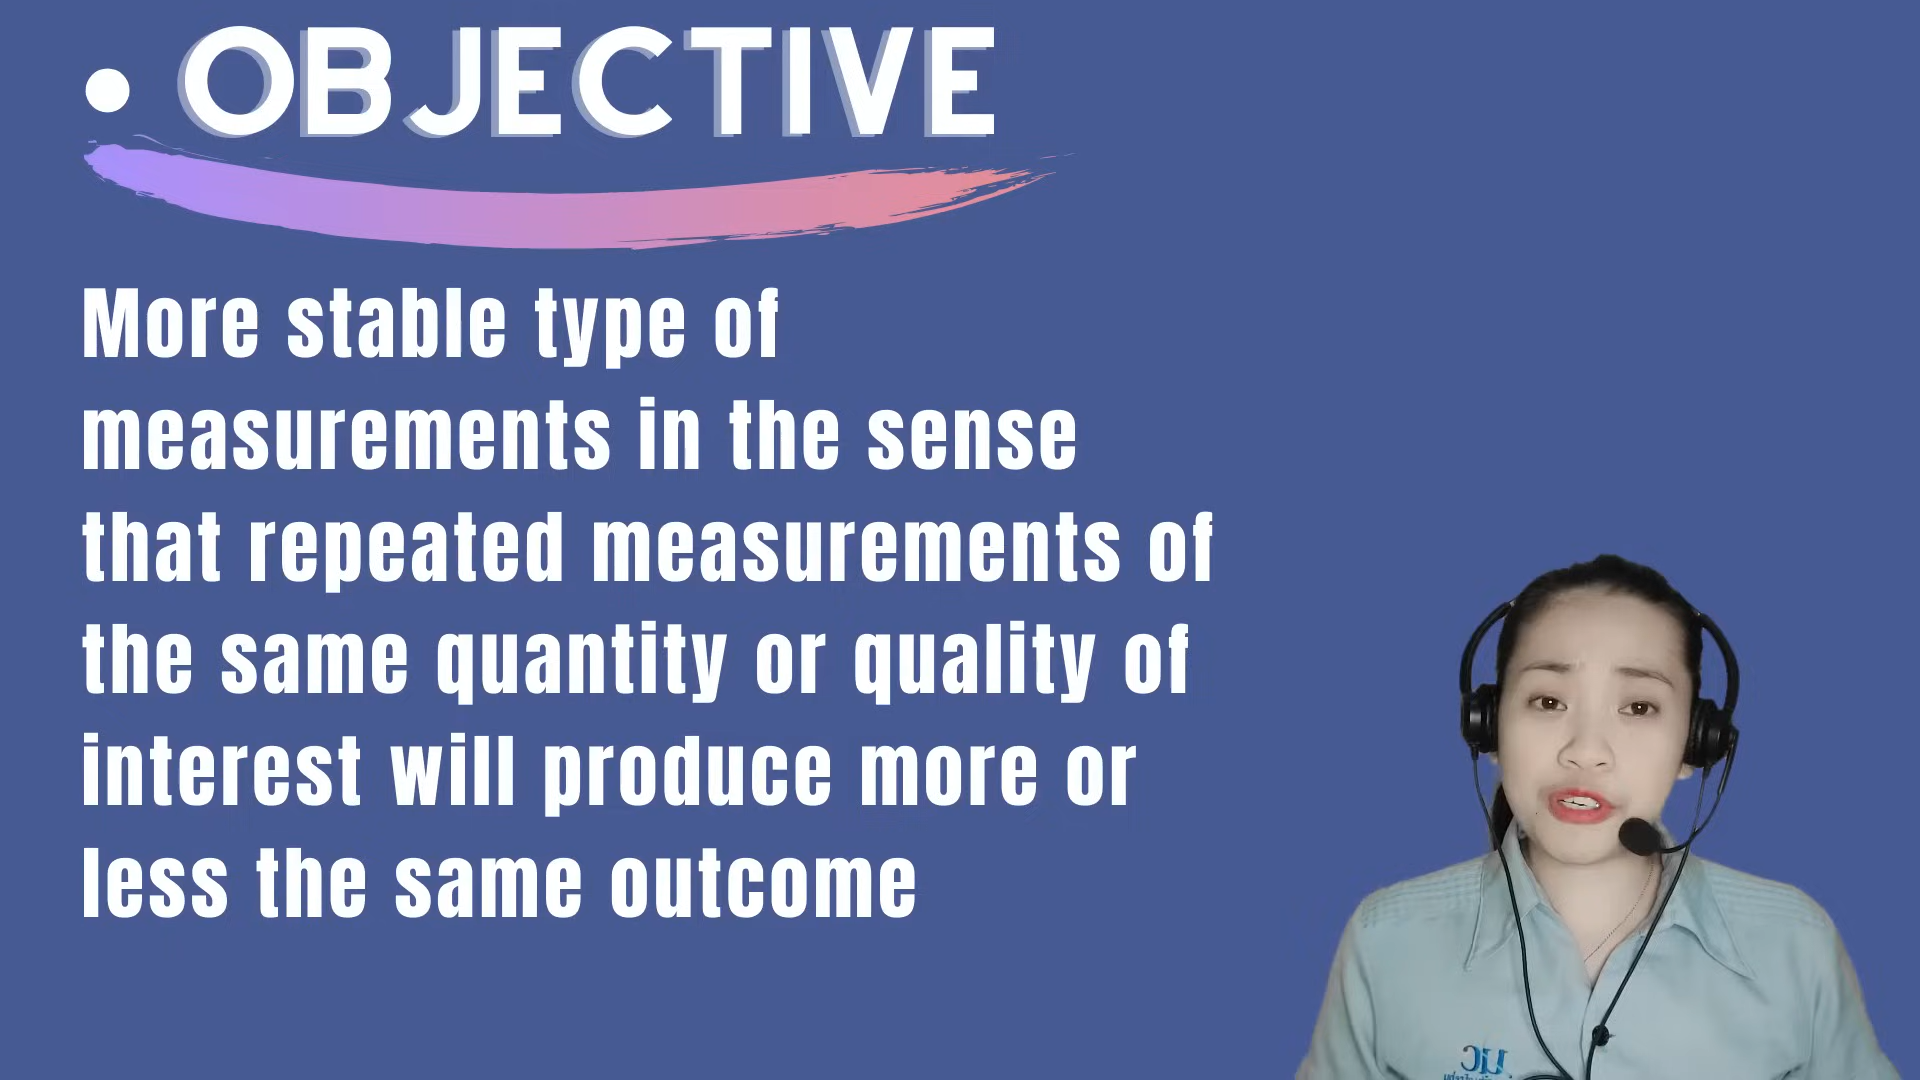 • OBJECTIVE
More stable type of
measurements in the sense
that repeated measurements of
the same quantity or quality of
interest will produce more or
less the same outcome